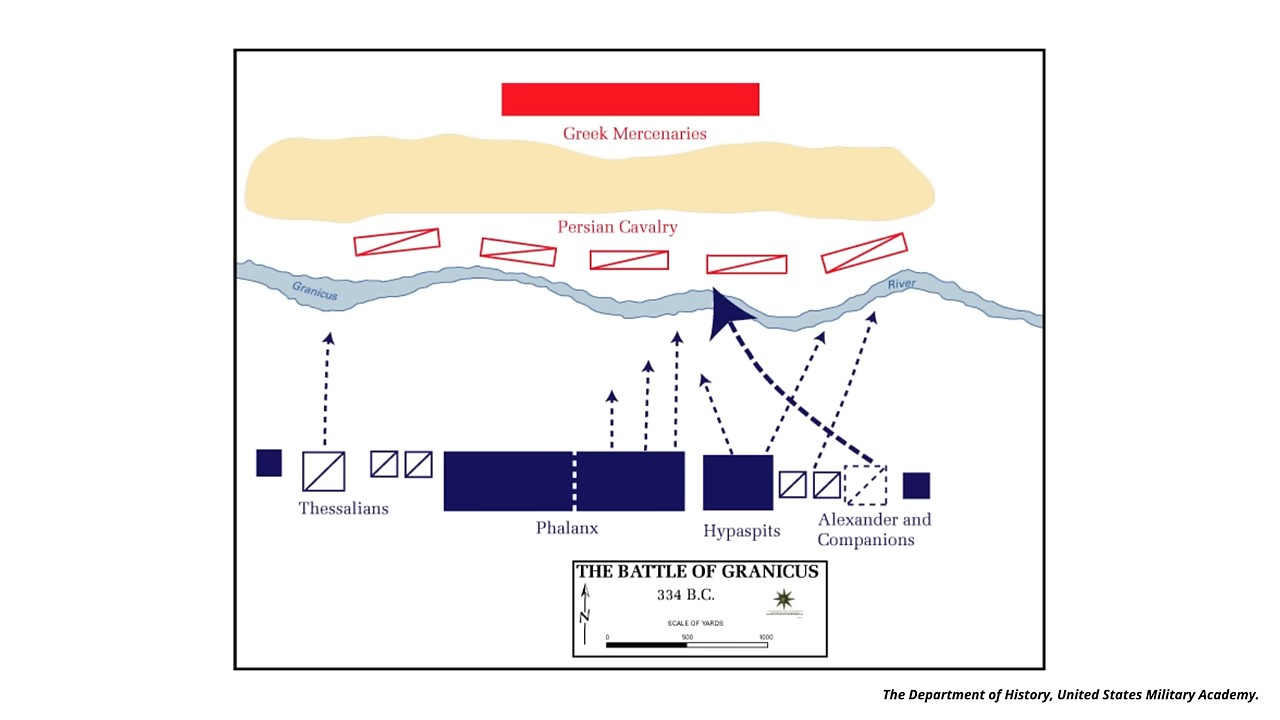 Greek Mercenaries
Persian Cavalry
Granicus
River
Thessalians
Phalanx
Hypaspits
Alexander and
Companions
THE BATTLE OF GRANICUS
334 B.C.
N
SCALE OF YARDS
0 500 1000
The Department of History, United States Military Academy.